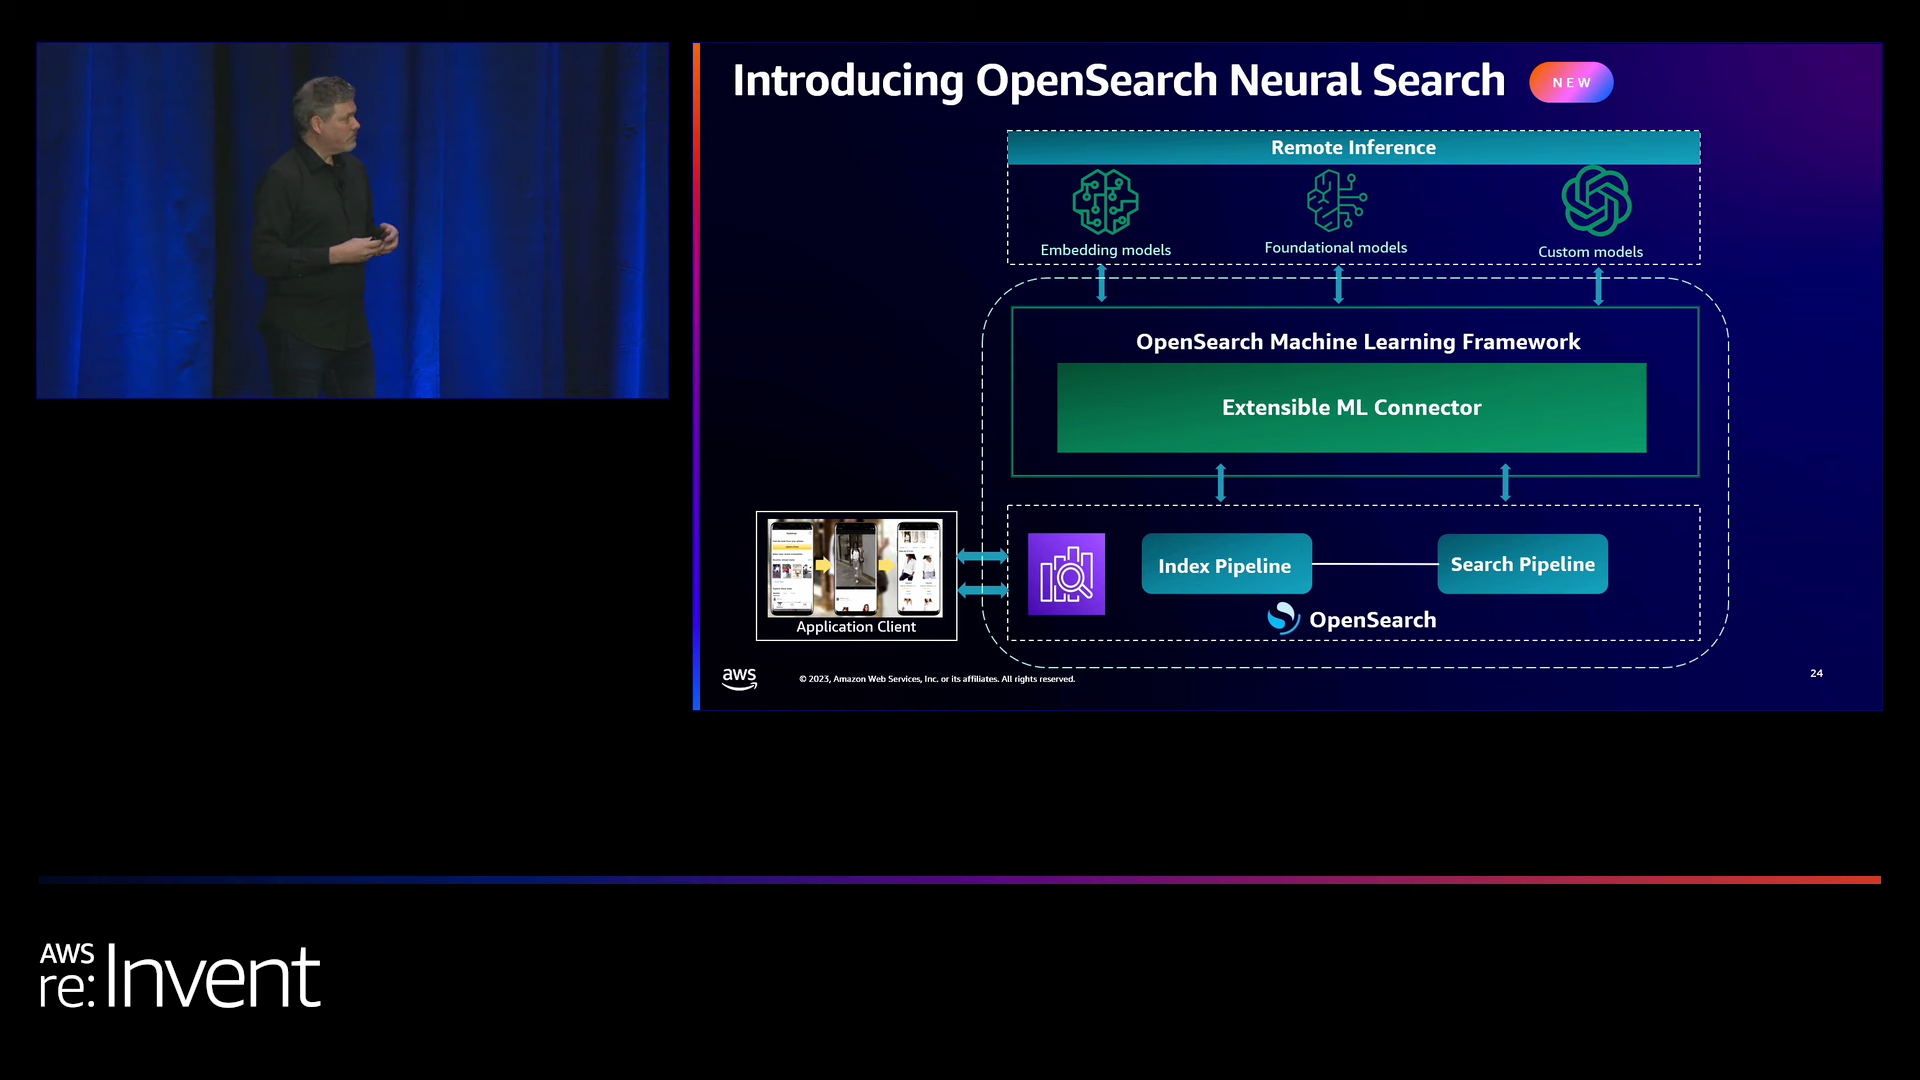 Introducing OpenSearch Neural Search
NEW
Remote Inference
Embedding models
Foundational models
Custom models
OpenSearch Machine Learning Framework
Extensible ML Connector
Index Pipeline
Search Pipeline
OpenSearch
Application Client
aws
© 2023, Amazon Web Services, Inc. or its affiliates. All rights reserved.
24
AWS
re:Invent